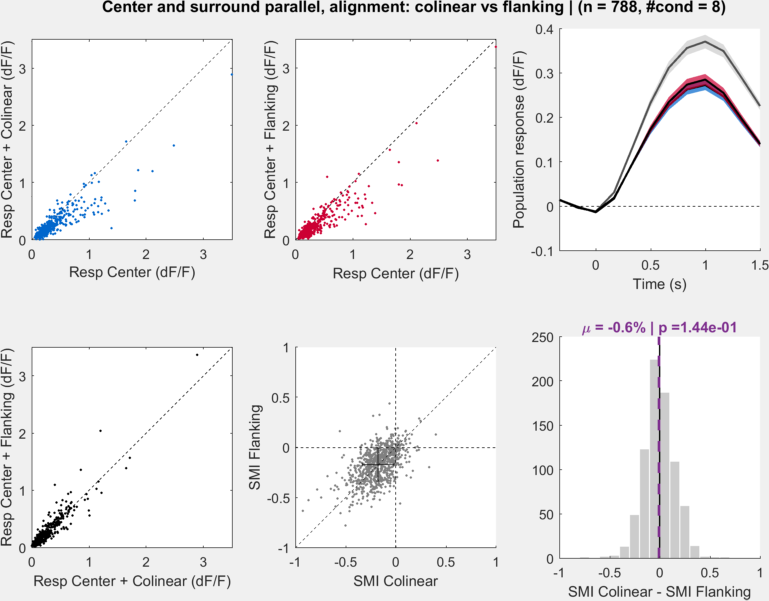 Center and surround parallel, alignment: colinear vs flanking | (n = 788, #cond = 8)
Resp Center + Colinear (dF/F)
3
2
1
0
0 1 2 3
Resp Center (dF/F)
Resp Center + Flanking (dF/F)
3
2
1
0
0 1 2 3
Resp Center (dF/F)
Population response (dF/F)
0.4
0.3
0.2
0.1
0
-0.1
0 0.5 1 1.5
Time (s)
Resp Center + Flanking (dF/F)
3
2
1
0
0 1 2 3
Resp Center + Colinear (dF/F)
SMI Flanking
1
0.5
0
-0.5
-1
-1 -0.5 0 0.5 1
SMI Colinear
μ = -0.6% | p =1.44e-01
250
200
150
100
50
0
-1 -0.5 0 0.5 1
SMI Colinear - SMI Flanking